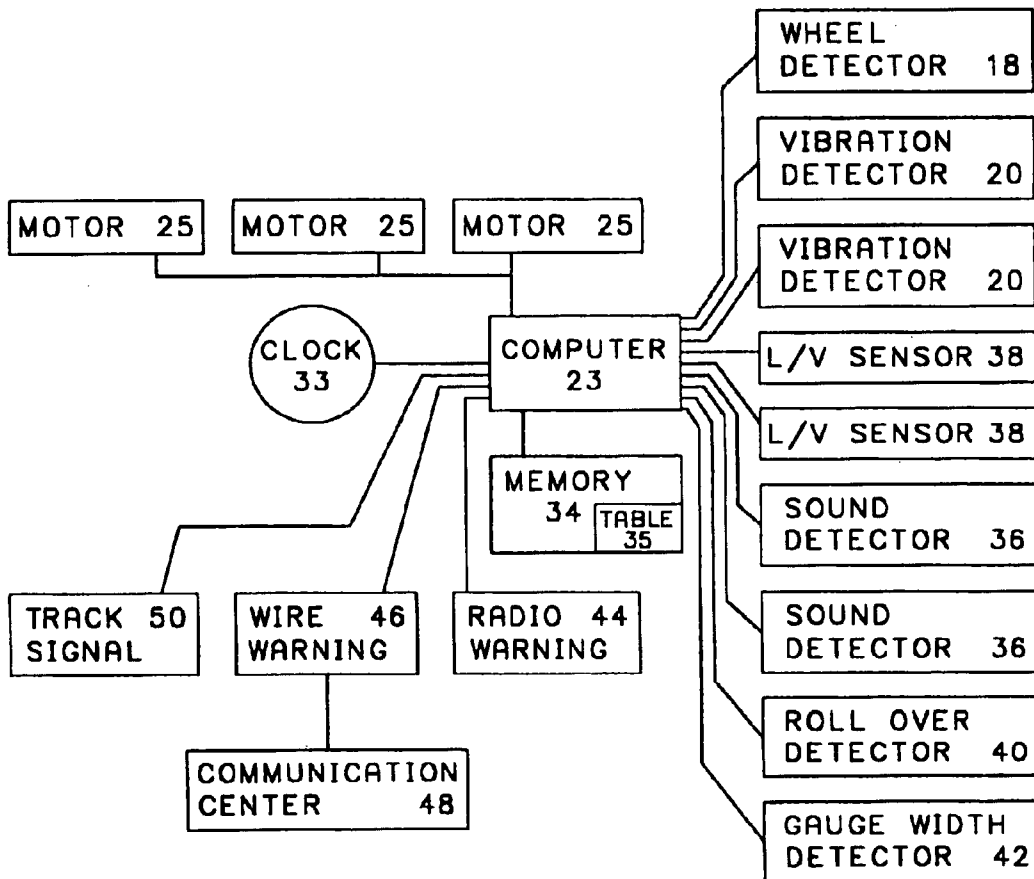 WHEEL
DETECTOR 18
VIBRATION
DETECTOR 20
VIBRATION
DETECTOR 20
MOTOR 25
MOTOR 25
MOTOR 25
CLOCK
33
COMPUTER
23
L/V SENSOR 38
L/V SENSOR 38
MEMORY
34
TABLE
35
SOUND
DETECTOR 36
SOUND
DETECTOR 36
TRACK 50
SIGNAL
WIRE 46
WARNING
RADIO 44
WARNING
ROLL OVER
DETECTOR 40
COMMUNICATION
CENTER 48
GAUGE WIDTH
DETECTOR 42